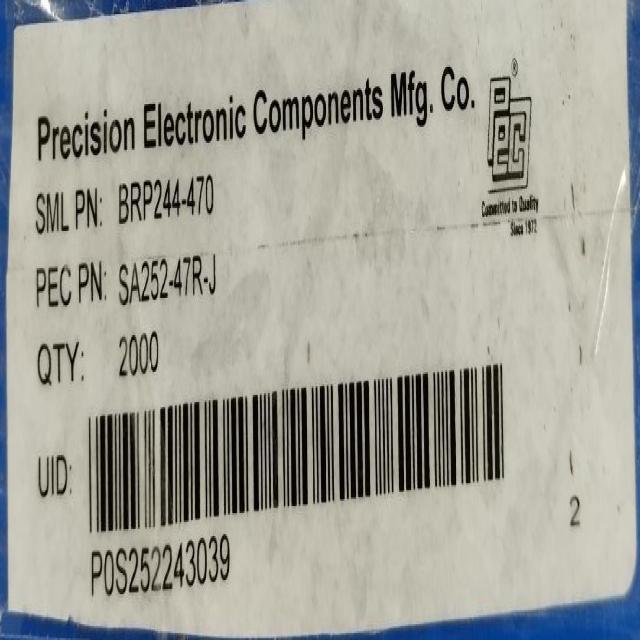 Precision Electronic Components Mfg. Co.
®
PEC
Committed to Quality
Since 1972
SML PN: BRP244-470
PEC PN: SA252-47R-J
QTY: 2000
UID:
P0S252243039
2